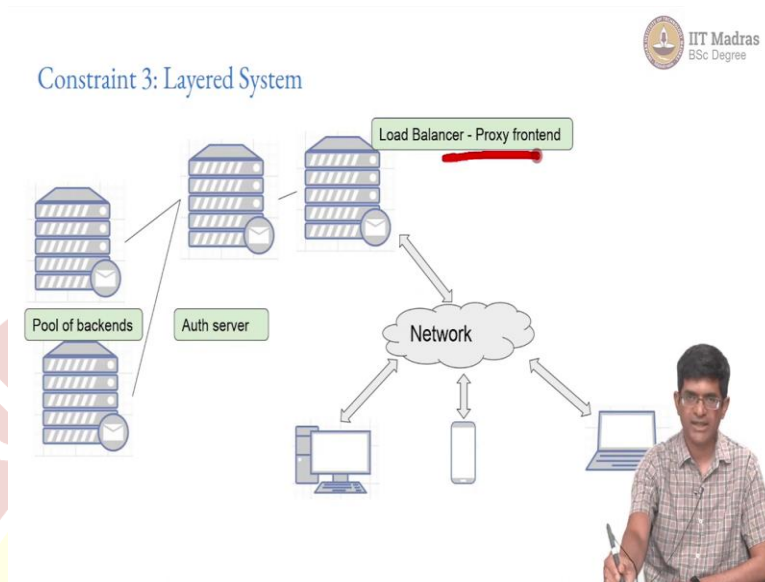 IIT Madras
BSc Degree
Constraint 3: Layered System
Load Balancer - Proxy frontend
Pool of backends
Auth server
Network